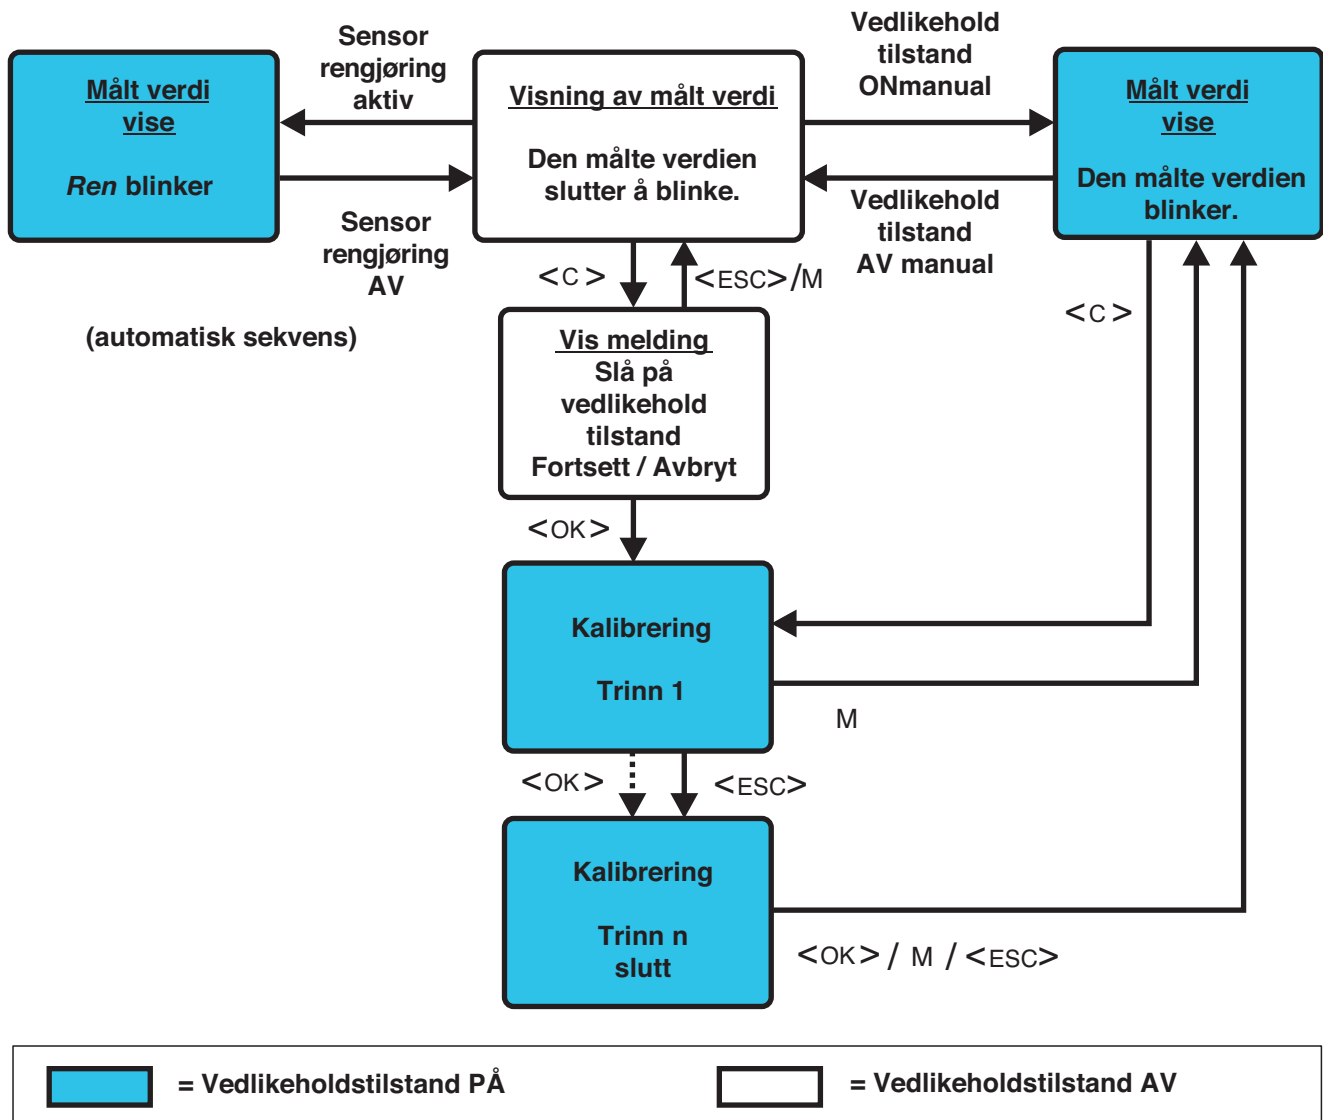 Sensor
rengjøring
aktiv
Vedlikehold
tilstand
ONmanual
Målt verdi
vise
Ren blinker
Visning av målt verdi
Den målte verdien
slutter å blinke.
Målt verdi
vise
Den målte verdien
blinker.
Sensor
rengjøring
AV
Vedlikehold
tilstand
AV manual
(automatisk sekvens)
<C >
<ESC>/M
<C >
Vis melding
Slå på
vedlikehold
tilstand
Fortsett / Avbryt
<OK>
Kalibrering
Trinn 1
M
<OK>
<ESC>
Kalibrering
Trinn n
slutt
<OK> / M / <ESC>
= Vedlikeholdstilstand PÅ
= Vedlikeholdstilstand AV